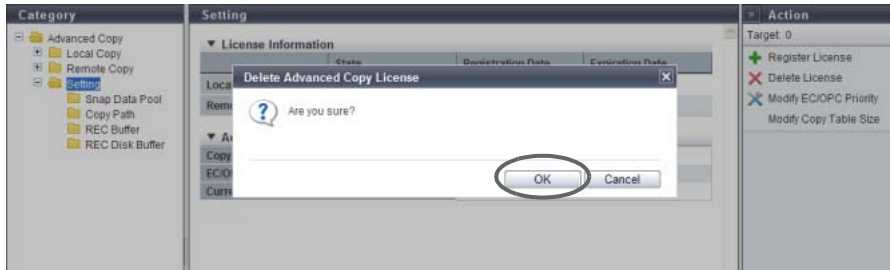 Category
Advanced Copy
Local Copy
Remote Copy
Setting
Snap Data Pool
Copy Path
REC Buffer
REC Disk Buffer
Setting
License Information
State Registration Date Expiration Date
Loca
Remo
Delete Advanced Copy License
Are you sure?
OK Cancel
Copy
EC/O
Curre
Action
Target: 0
Register License
Delete License
Modify EC/OPC Priority
Modify Copy Table Size